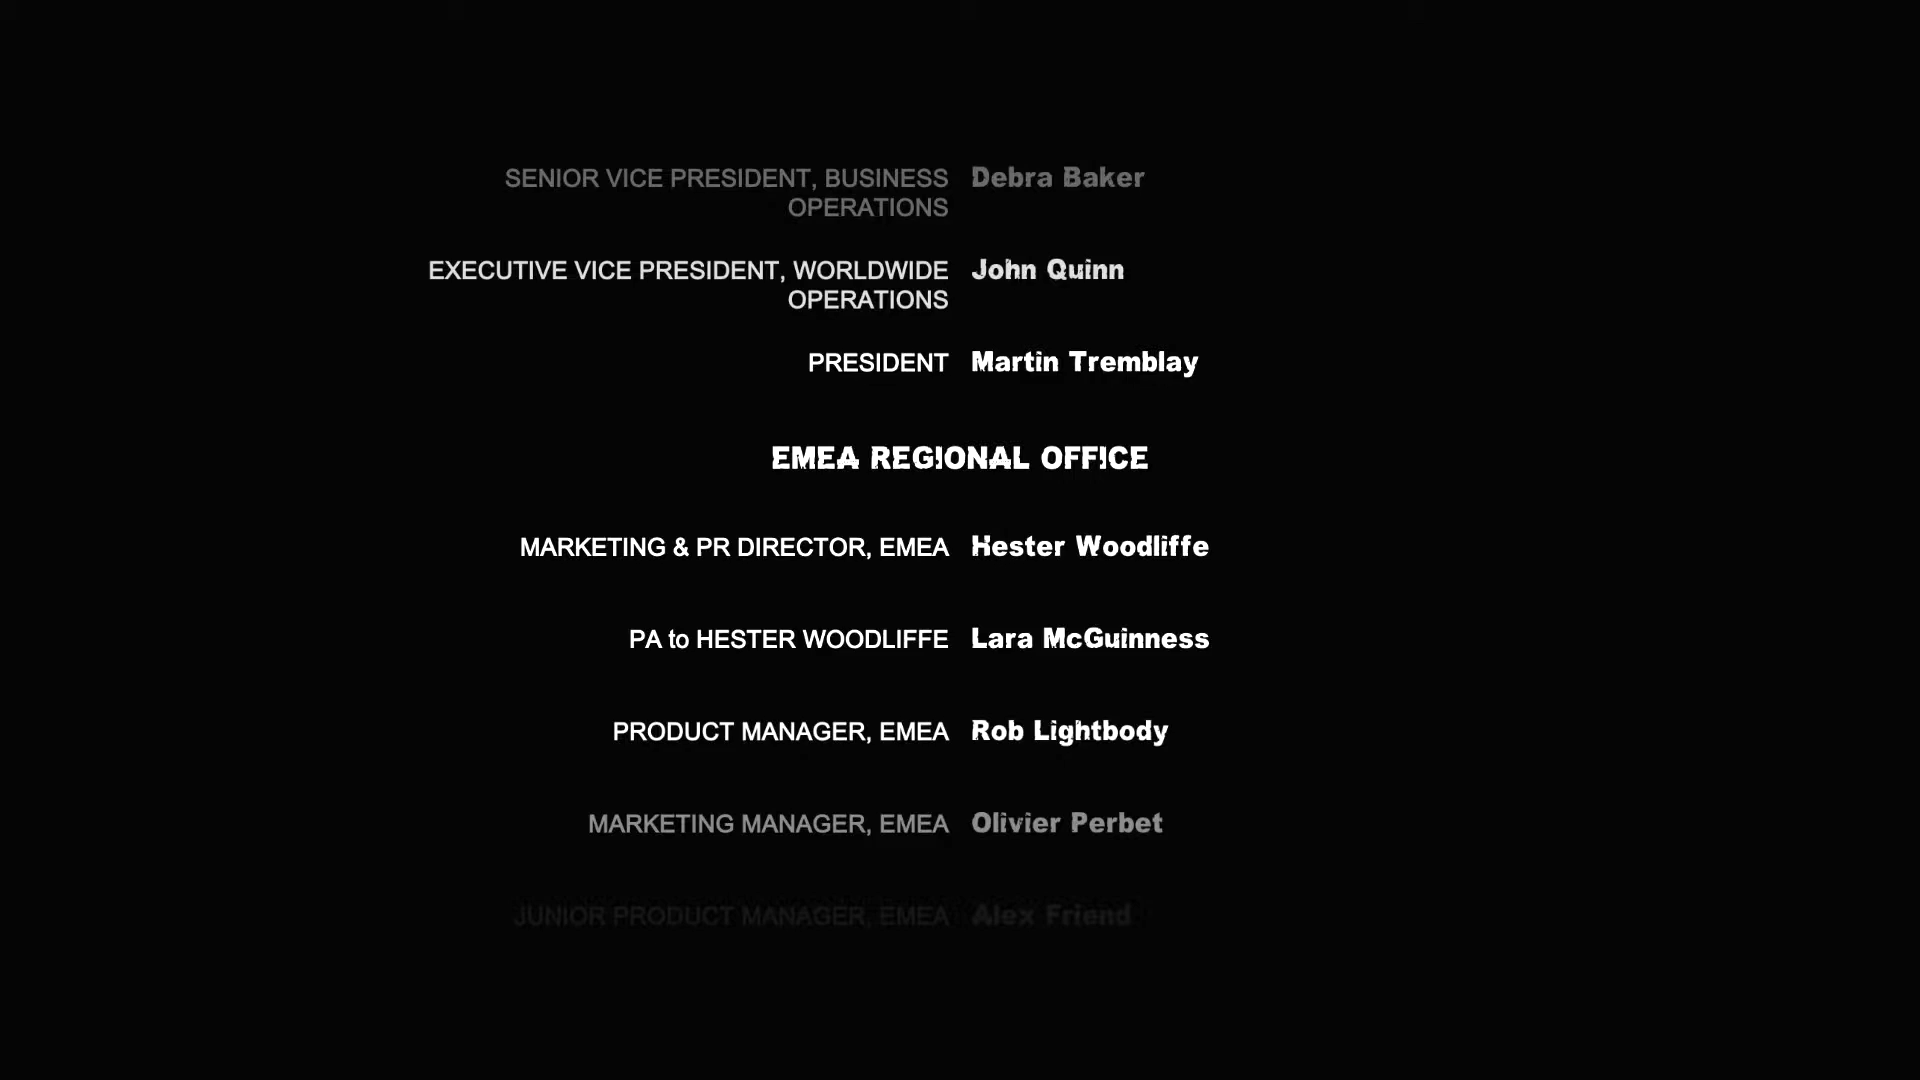 SENIOR VICE PRESIDENT, BUSINESS Debra Baker
OPERATIONS
EXECUTIVE VICE PRESIDENT, WORLDWIDE John Quinn
OPERATIONS
PRESIDENT Martin Tremblay
EMEA REGIONAL OFFICE
MARKETING & PR DIRECTOR, EMEA Hester Woodliffe
PA to HESTER WOODLIFFE Lara McGuinness
PRODUCT MANAGER, EMEA Rob Lightbody
MARKETING MANAGER, EMEA Olivier Perbet
JUNIOR PRODUCT MANAGER, EMEA Alex Friend